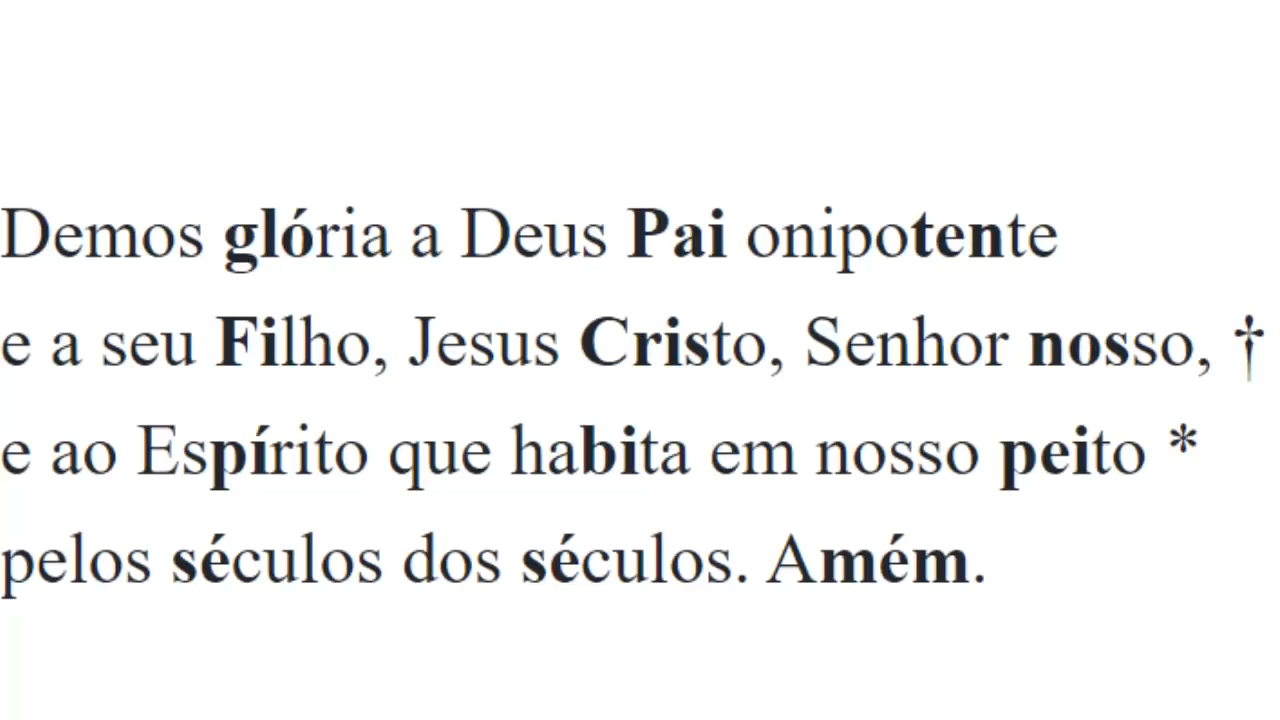 Demos glória a Deus Pai onipotente
e a seu Filho, Jesus Cristo, Senhor nosso, †
e ao Espírito que habita em nosso peito *
pelos séculos dos séculos. Amém.